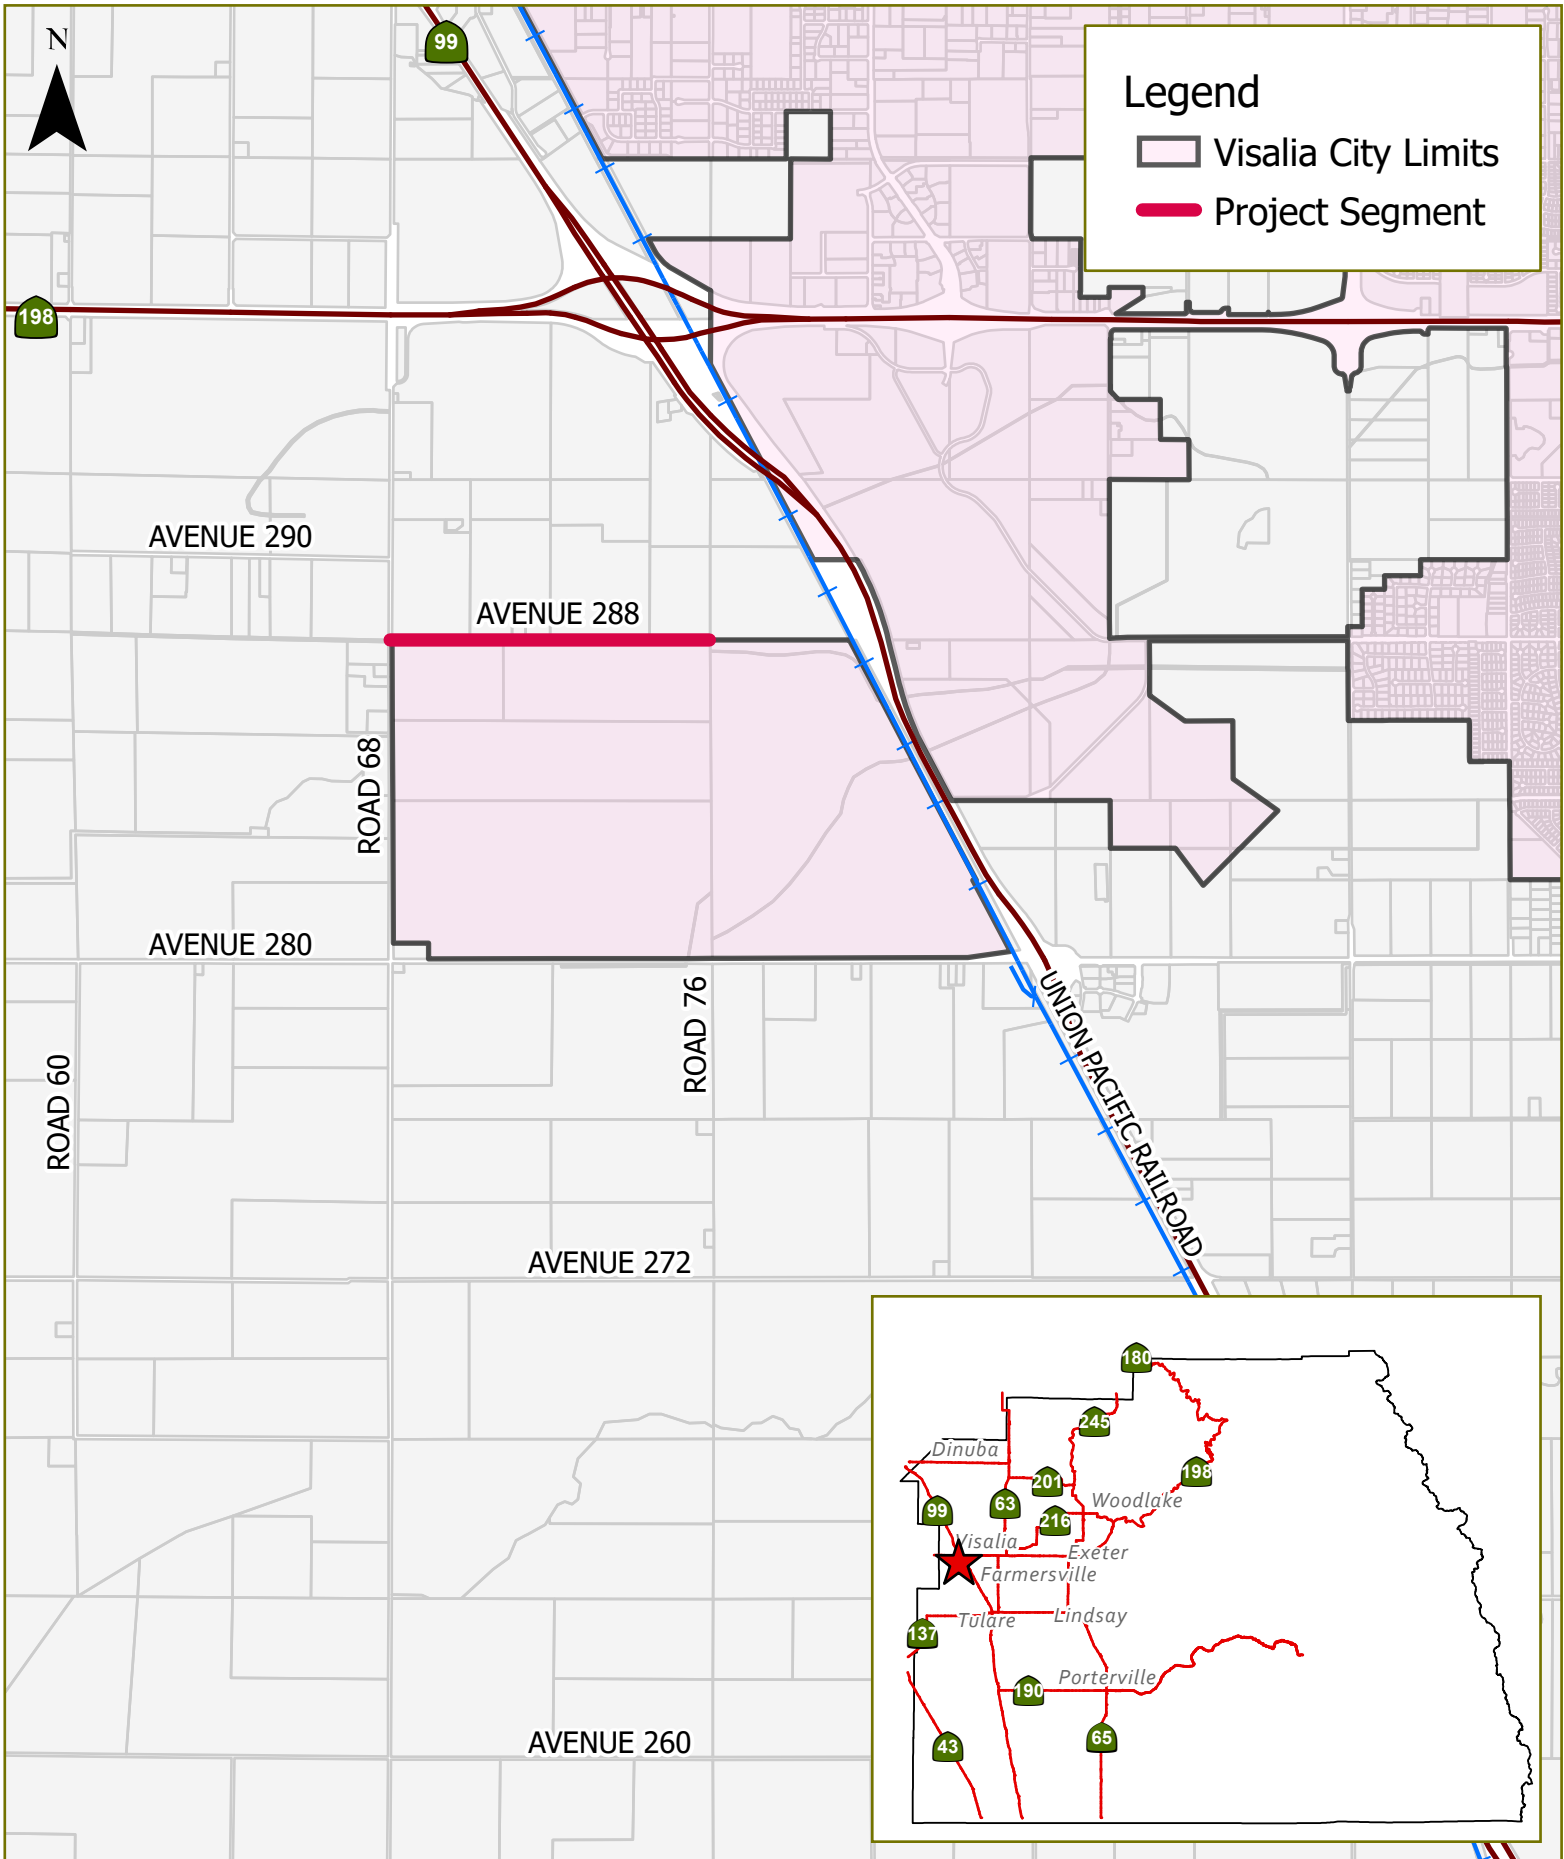 N
99
Legend
Visalia City Limits
Project Segment
198
AVENUE 290
AVENUE 288
ROAD 68
AVENUE 280
ROAD 76
UNION PACIFIC RAILROAD
ROAD 60
AVENUE 272
180
245
Dinuba
201
198
99
63
Woodlake
216
Visalia
Exeter
Farmersville
Tulare
Lindsay
137
Porterville
190
43
65
AVENUE 260